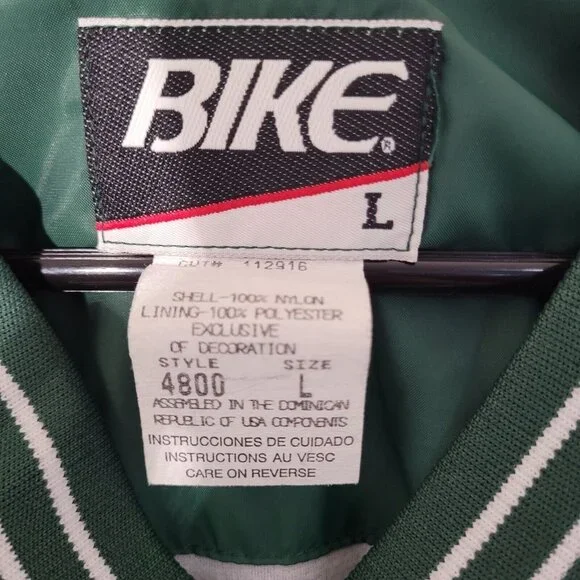 BIKE®
L
CUT# 112916
SHELL-100% NYLON
LINING-100% POLYESTER
EXCLUSIVE
OF DECORATION
STYLE SIZE
4800 L
ASSEMBLED IN THE DOMINICAN
REPUBLIC OF USA COMPONENTS
INSTRUCCIONES DE CUIDADO
INSTRUCTIONS AU VESC
CARE ON REVERSE